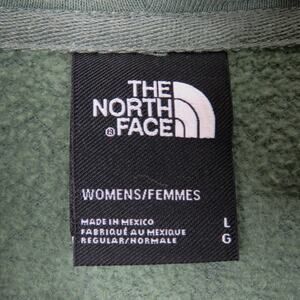 THE
NORTH
FACE
WOMENS/FEMMES
MADE IN MEXICO L
FABRIQUÉ AU MEXIQUE G
REGULAR/NORMALE